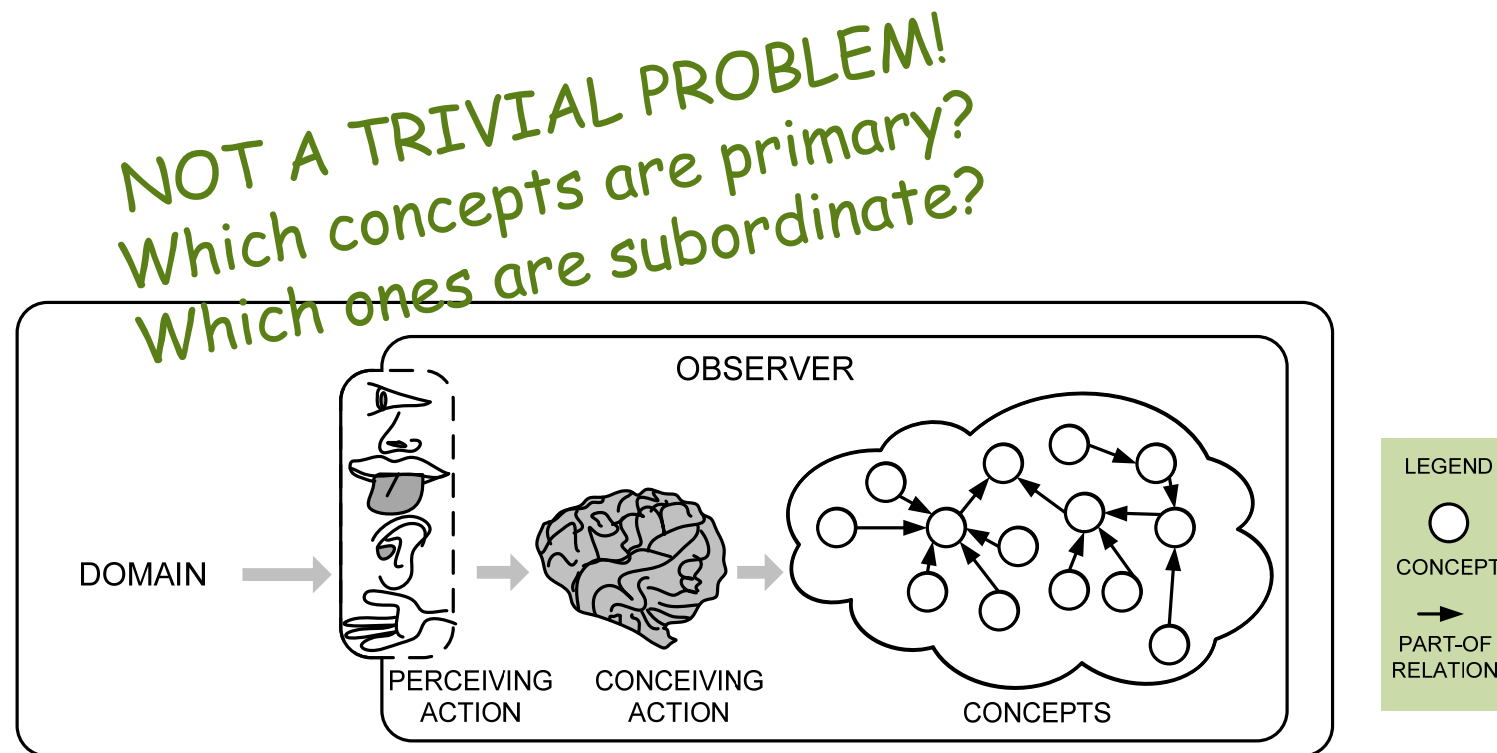 NOT A TRIVIAL PROBLEM!
Which concepts are primary?
Which ones are subordinate?
OBSERVER
DOMAIN
PERCEIVING
ACTION
CONCEIVING
ACTION
CONCEPTS
LEGEND
CONCEPT
PART-OF
RELATION